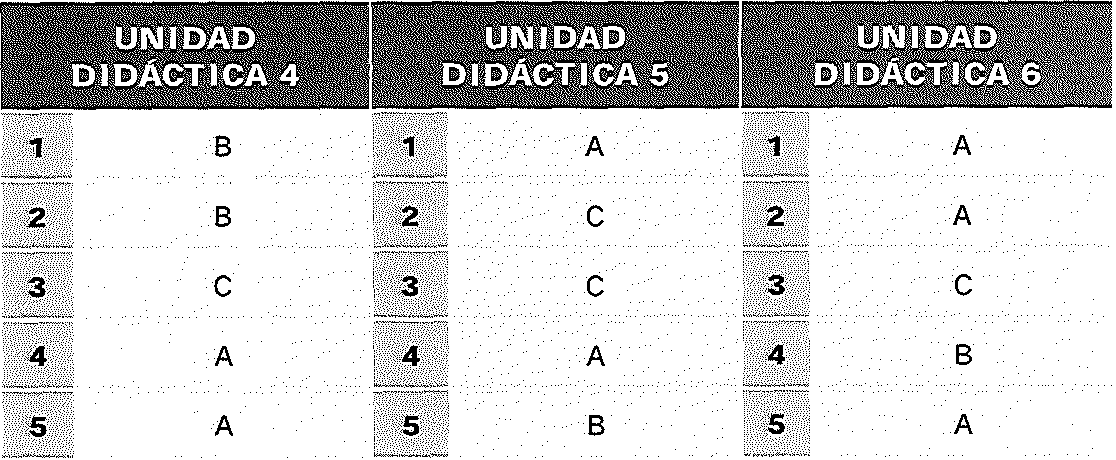 UNIDAD
DIDÁCTICA 4
UNIDAD
DIDÁCTICA 5
UNIDAD
DIDÁCTICA 6
1 B 1 A 1 A
2 B 2 C 2 A
3 C 3 C 3 C
4 A 4 A 4 B
5 A 5 B 5 A